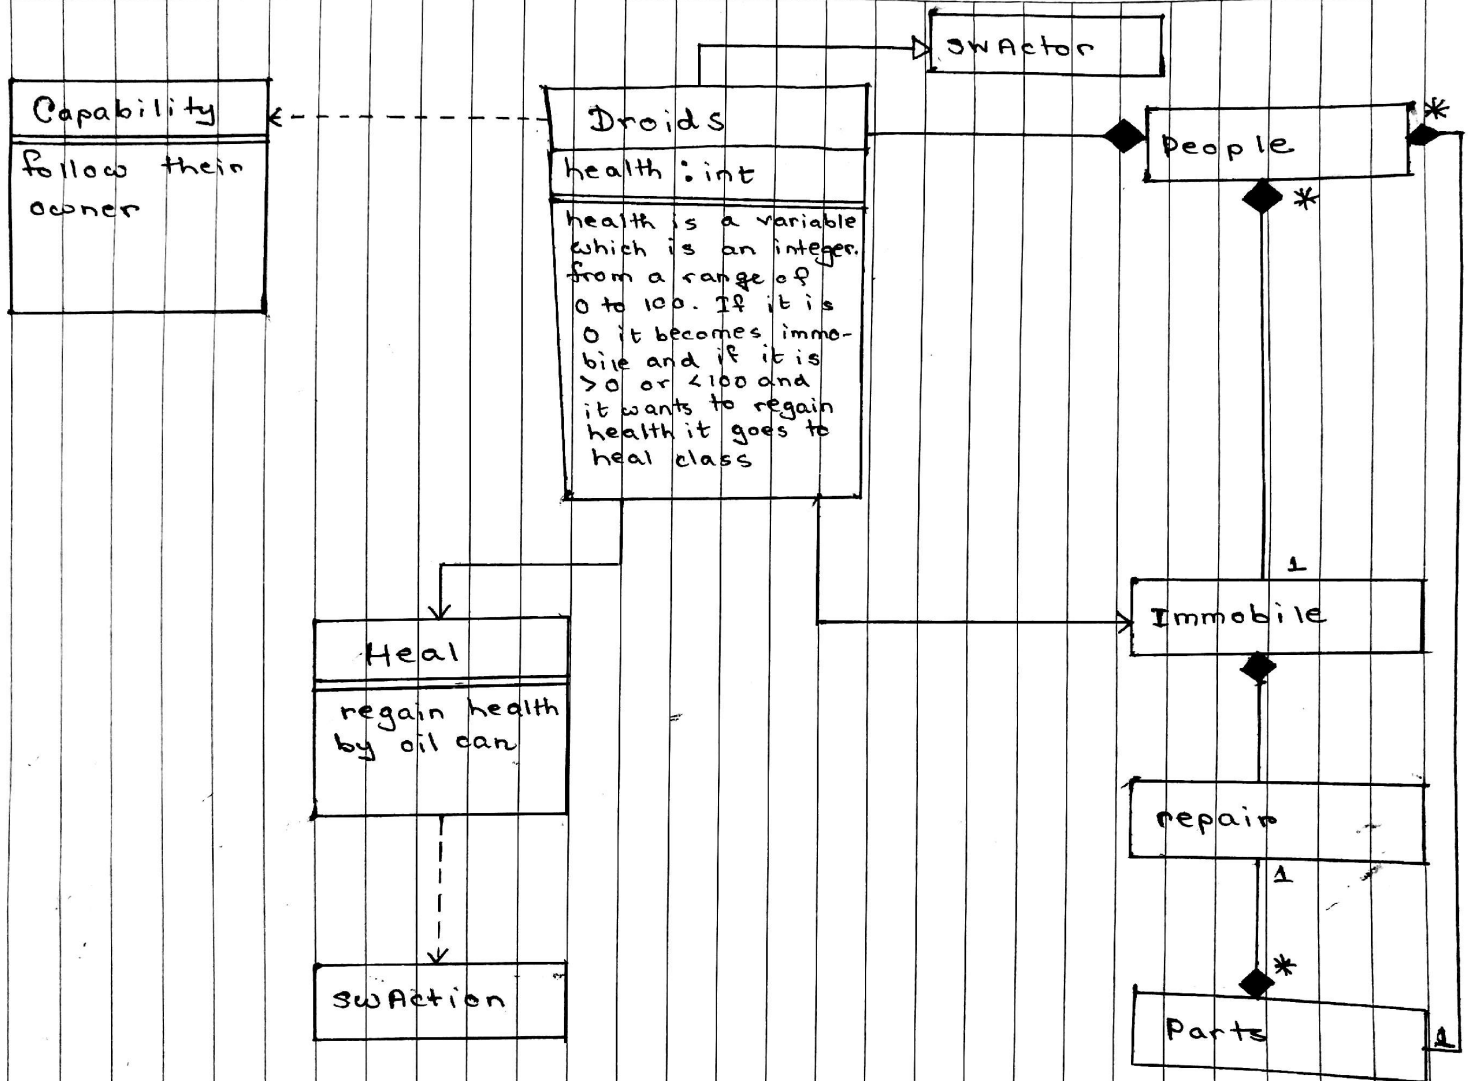 SWActor
Capability
follow their
owner
Droids
health : int
health is a variable
which is an integer.
from a range of
0 to 100. If it is
0 it becomes immo-
bile and if it is
>0 or <100 and
it wants to regain
health it goes to
heal class
People
*
*
1
Immobile
Heal
regain health
by oil can
repair
1
*
SWAction
Parts